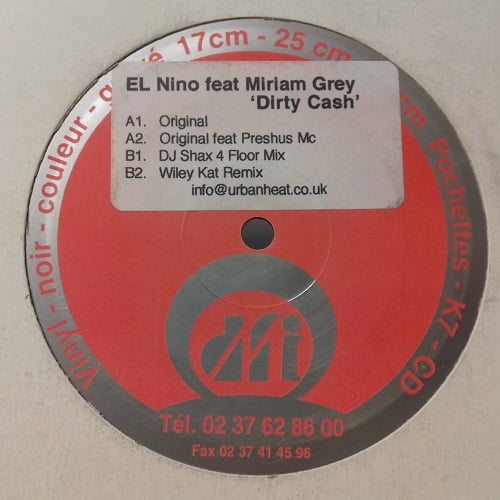 EL Nino feat Miriam Grey
‘Dirty Cash’
A1. Original
A2. Original feat Preshus Mc
B1. DJ Shax 4 Floor Mix
B2. Wiley Kat Remix
info@urbanheat.co.uk
Vinyl - noir - couleur - gravé 17cm - 25 cm
cm Pochettes - K7 - CD
dMi
Tél. 02 37 62 86 00
Fax 02 37 41 45 96